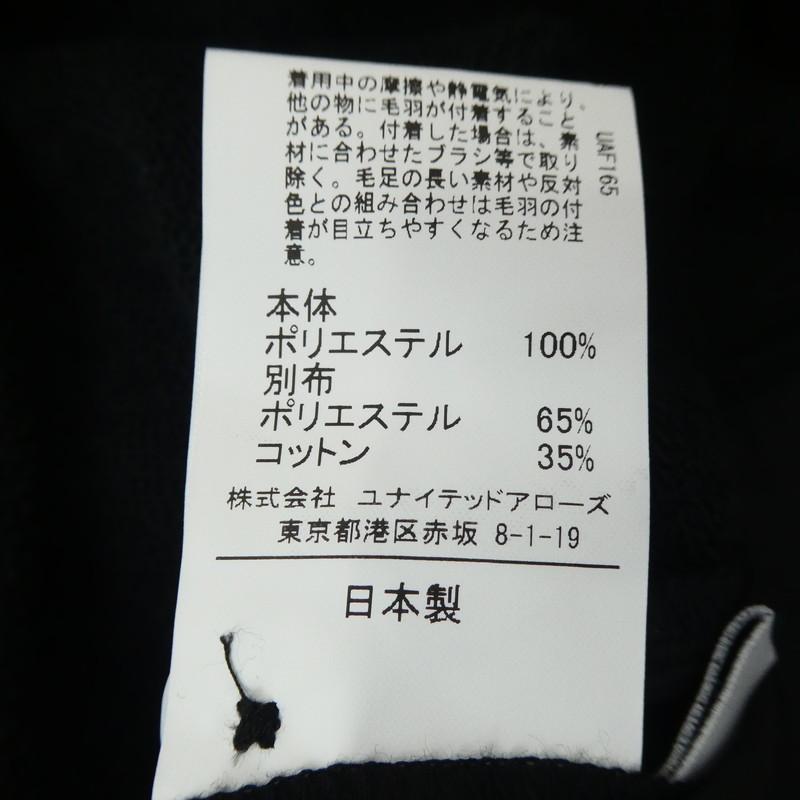 着用中の摩擦や静電気により。
他の物に毛羽が付着すること
がある。付着した場合は、素
材に合わせたブラシ等で取り
除く。毛足の長い素材や反対
色との組み合わせは毛羽の付
着が目立ちやすくなるため注
意。
UAF165
本体
ポリエステル 100%
別布
ポリエステル 65%
コットン 35%
株式会社 ユナイテッドアローズ
東京都港区赤坂 8-1-19
日本製